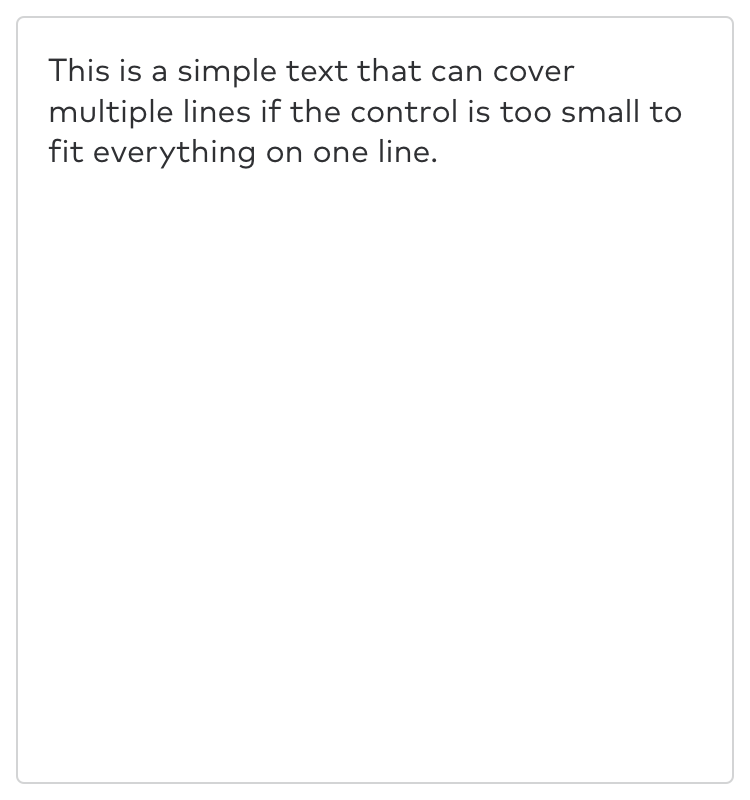 This is a simple text that can cover
multiple lines if the control is too small to
fit everything on one line.